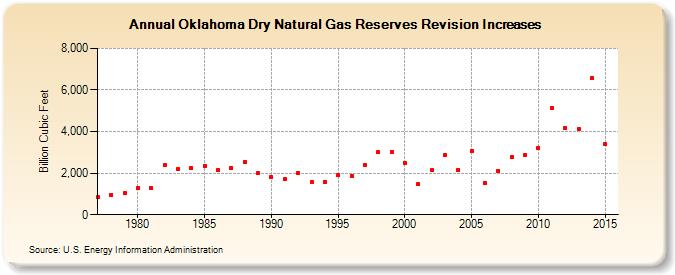 Annual Oklahoma Dry Natural Gas Reserves Revision Increases
Billion Cubic Feet
8,000
6,000
4,000
2,000
0
1980 1985 1990 1995 2000 2005 2010 2015
Source: U.S. Energy Information Administration